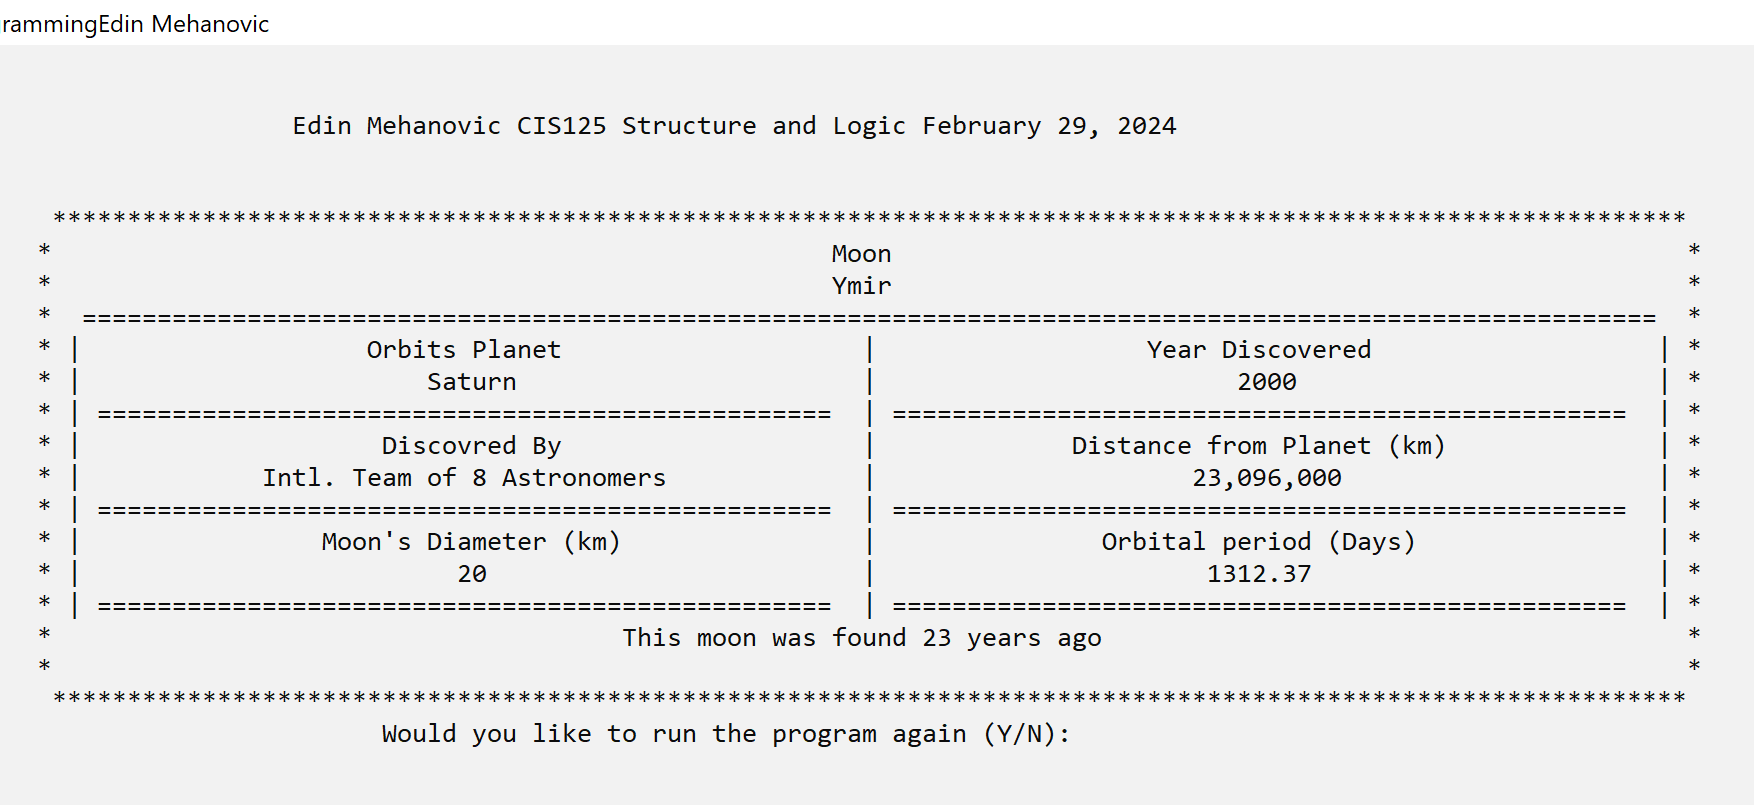 rammingEdin Mehanovic
Edin Mehanovic CIS125 Structure and Logic February 29, 2024
*************************************************************************************************************
* Moon *
* Ymir *
* ========================================================================================================= *
* | Orbits Planet | Year Discovered | *
* | Saturn | 2000 | *
* | ================================================= | ================================================= | *
* | Discovred By | Distance from Planet (km) | *
* | Intl. Team of 8 Astronomers | 23,096,000 | *
* | ================================================= | ================================================= | *
* | Moon's Diameter (km) | Orbital period (Days) | *
* | 20 | 1312.37 | *
* | ================================================= | ================================================= | *
* This moon was found 23 years ago *
* *
*************************************************************************************************************
Would you like to run the program again (Y/N):